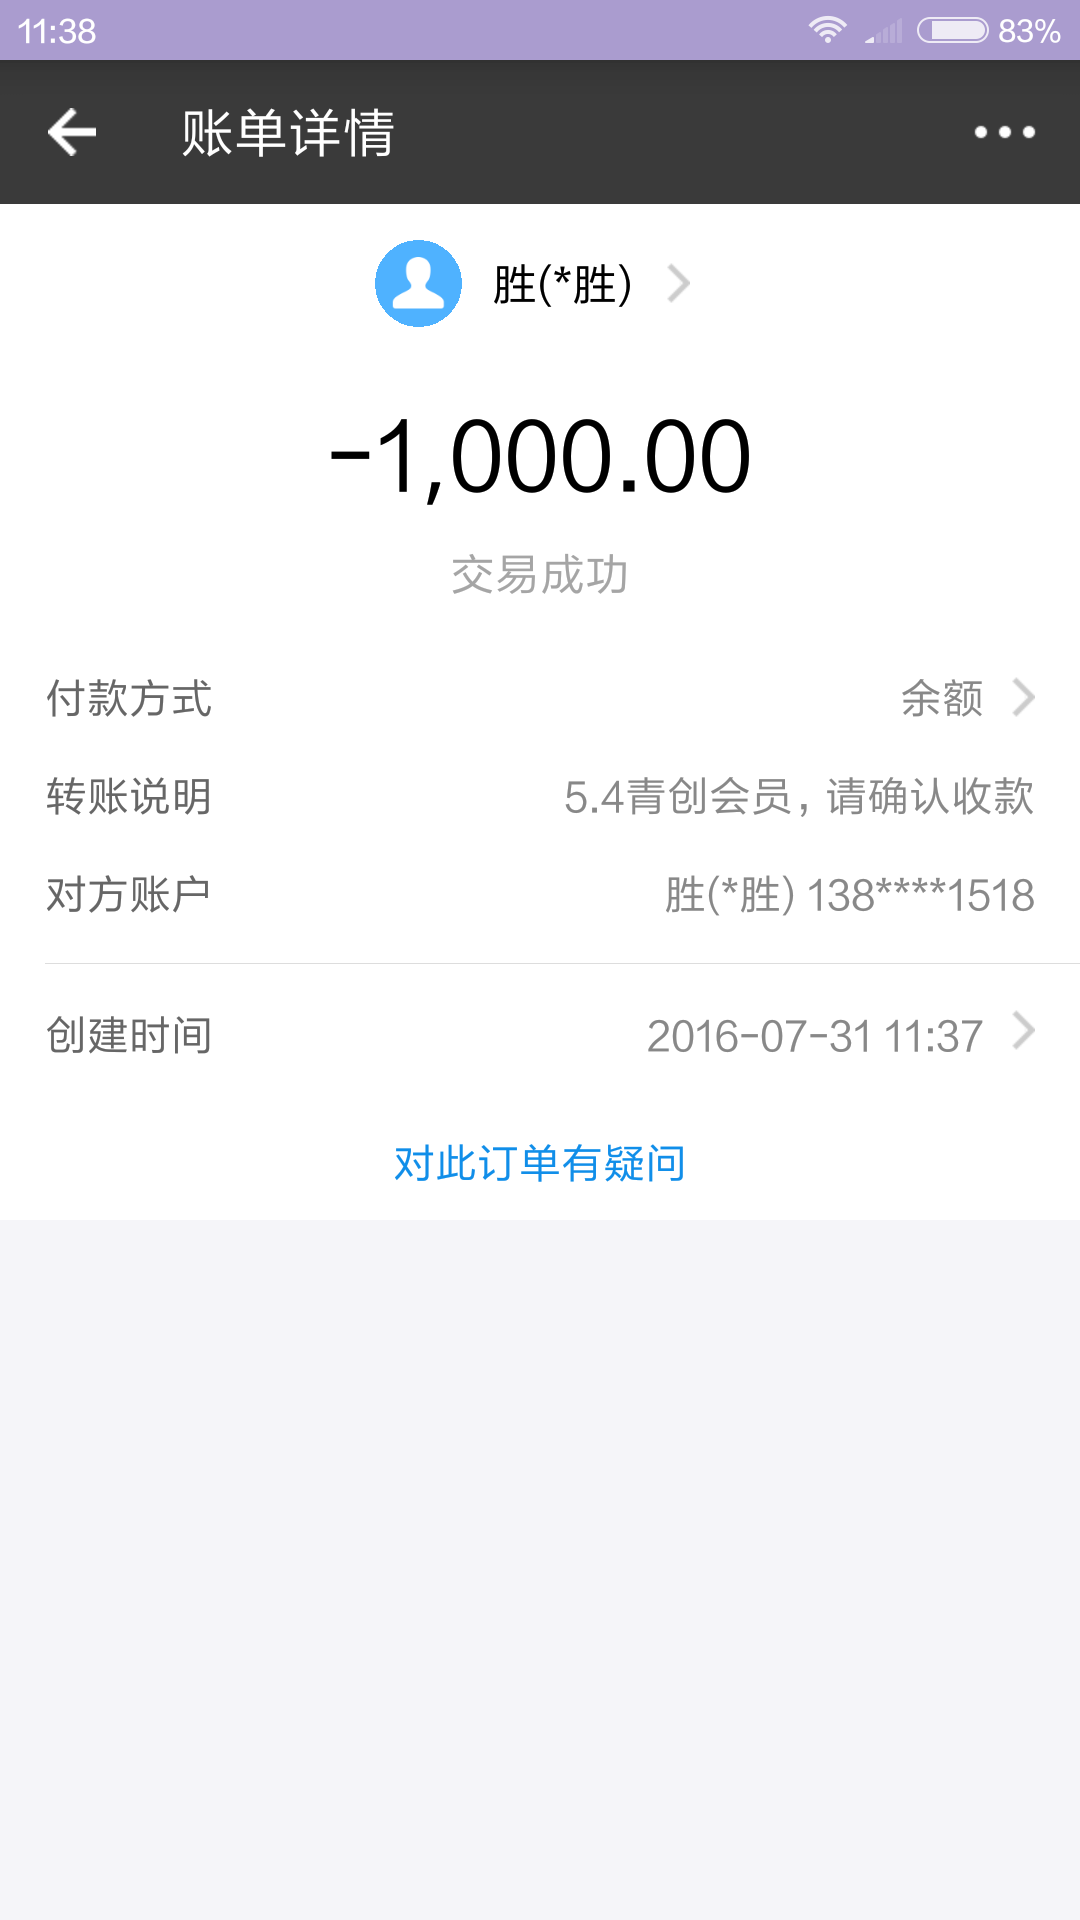 11:38 83%
账单详情
胜(*胜)
-1,000.00
交易成功
付款方式 余额
转账说明 5.4青创会员，请确认收款
对方账户 胜(*胜) 138****1518
创建时间 2016-07-31 11:37
对此订单有疑问